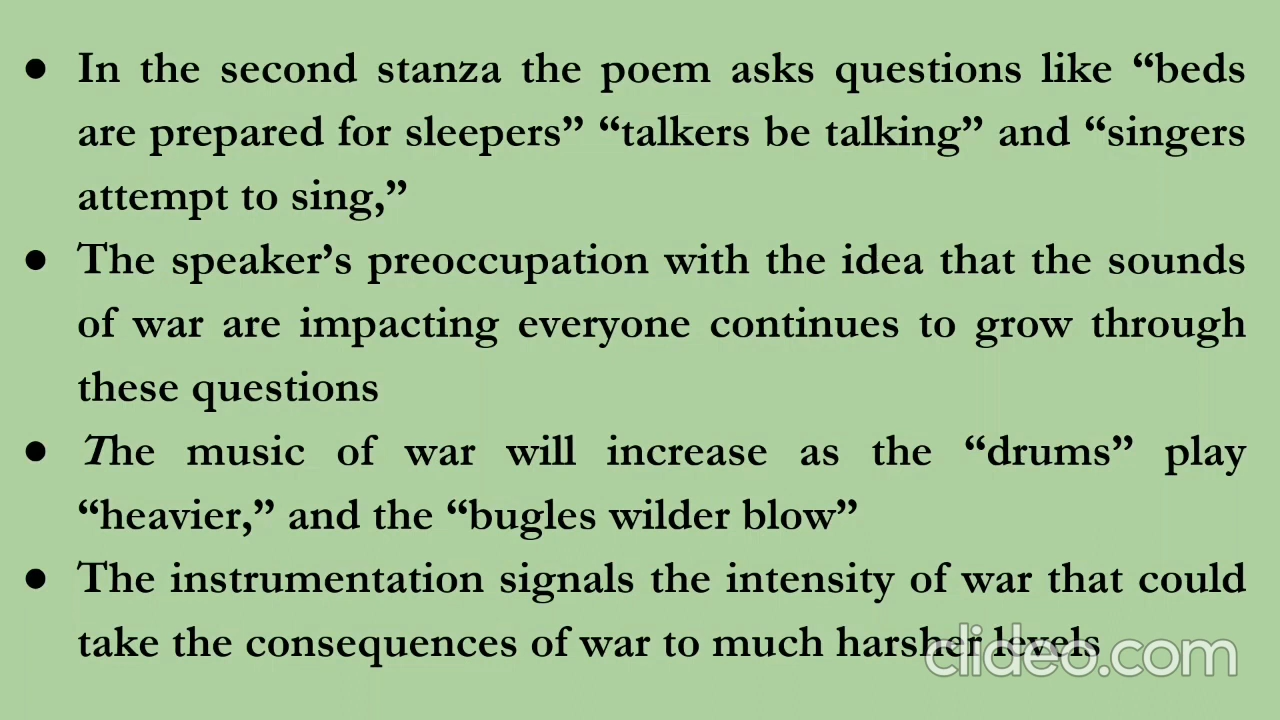 ● In the second stanza the poem asks questions like “beds
are prepared for sleepers” “talkers be talking” and “singers
attempt to sing,”
● The speaker’s preoccupation with the idea that the sounds
of war are impacting everyone continues to grow through
these questions
● The music of war will increase as the “drums” play
“heavier,” and the “bugles wilder blow”
● The instrumentation signals the intensity of war that could
take the consequences of war to much harsher levels
clideo.com